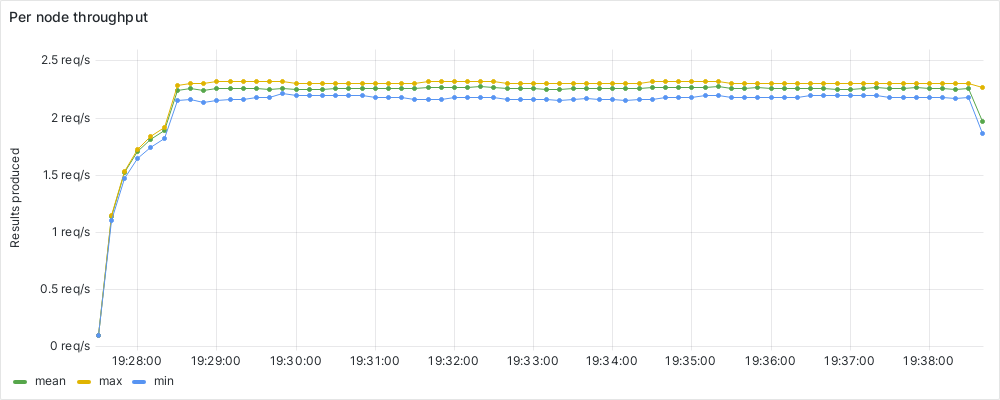 Per node throughput
Results produced
2.5 req/s
2 req/s
1.5 req/s
1 req/s
0.5 req/s
0 req/s
19:28:00 19:29:00 19:30:00 19:31:00 19:32:00 19:33:00 19:34:00 19:35:00 19:36:00 19:37:00 19:38:00
mean max min